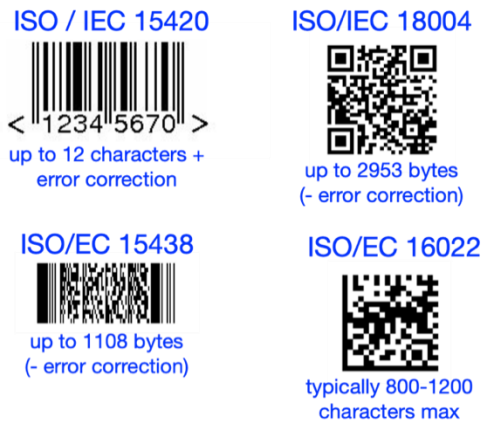 ISO / IEC 15420
< 1234 5670 >
up to 12 characters +
error correction
ISO/IEC 18004
up to 2953 bytes
(- error correction)
ISO/EC 15438
up to 1108 bytes
(- error correction)
ISO/EC 16022
typically 800-1200
characters max